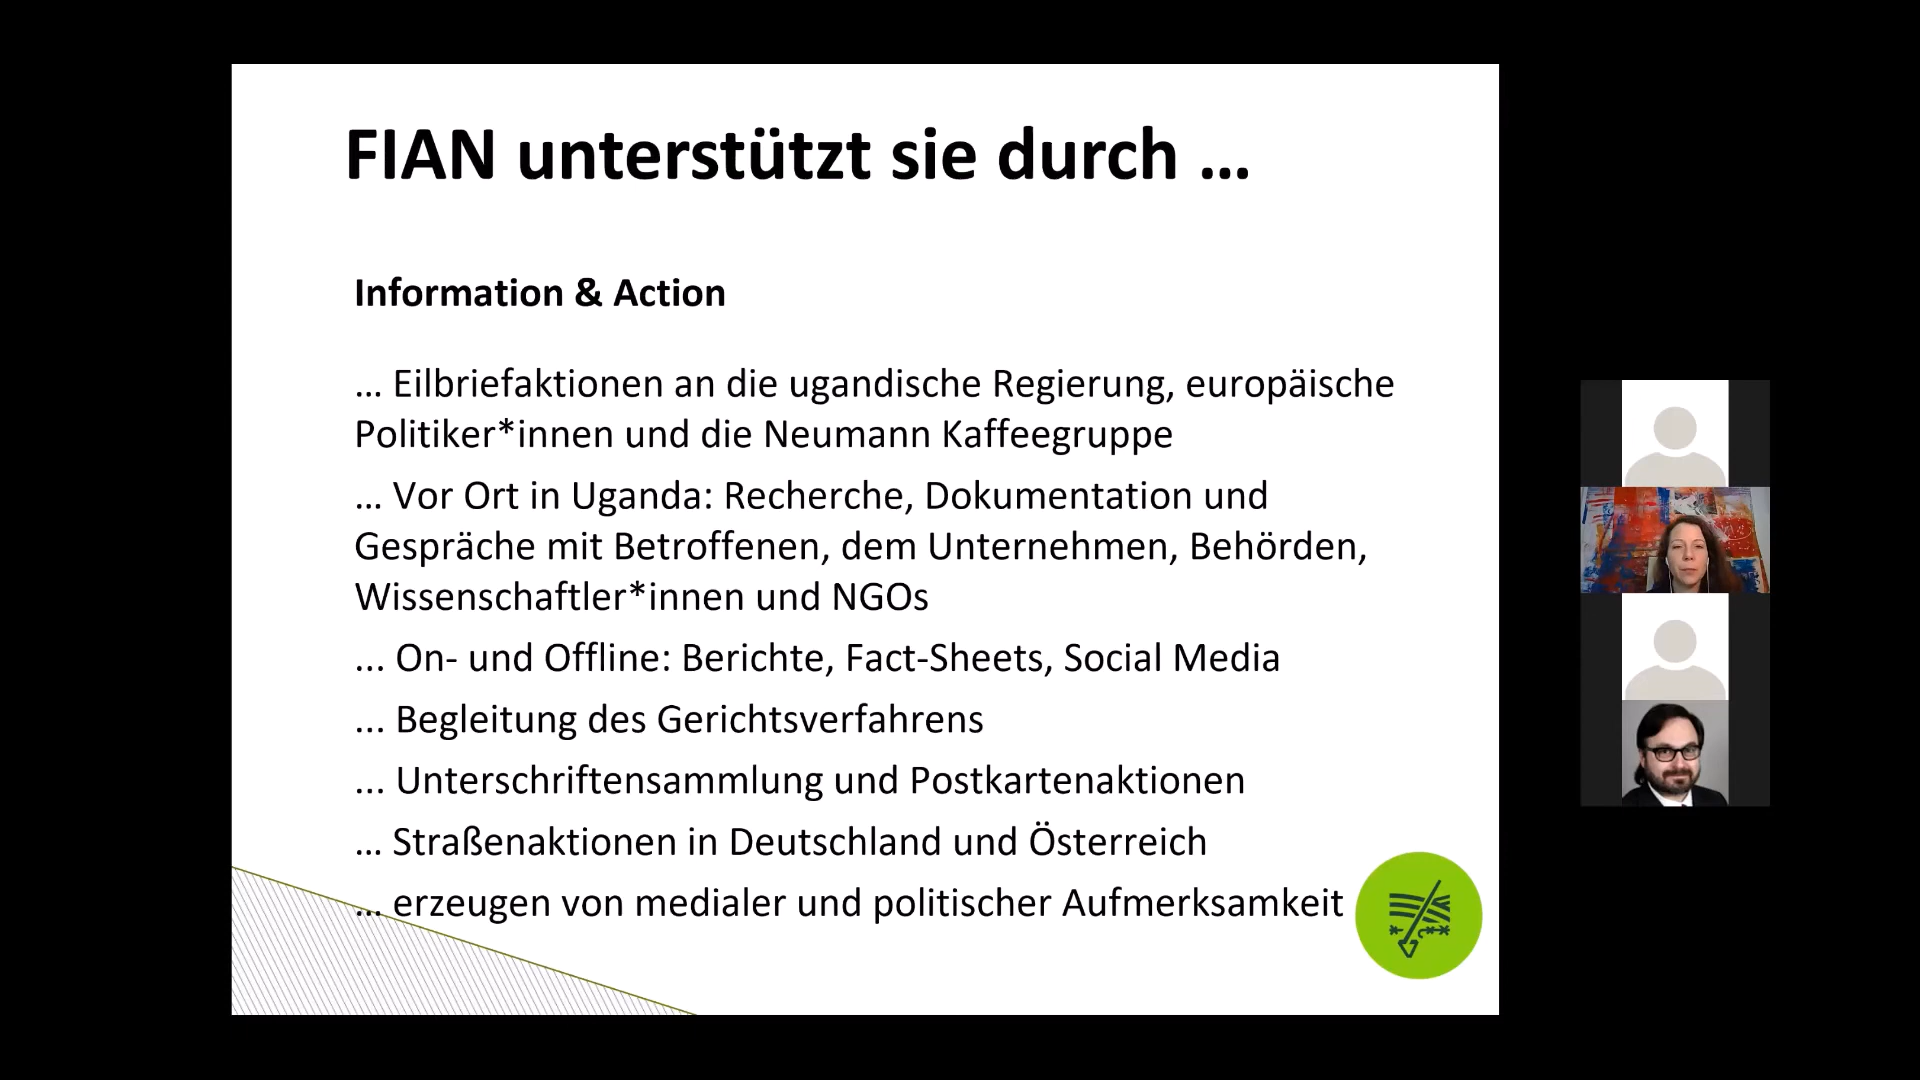 FIAN unterstützt sie durch …
Information & Action
… Eilbriefaktionen an die ugandische Regierung, europäische
Politiker*innen und die Neumann Kaffeegruppe
… Vor Ort in Uganda: Recherche, Dokumentation und
Gespräche mit Betroffenen, dem Unternehmen, Behörden,
Wissenschaftler*innen und NGOs
... On- und Offline: Berichte, Fact-Sheets, Social Media
... Begleitung des Gerichtsverfahrens
... Unterschriftensammlung und Postkartenaktionen
… Straßenaktionen in Deutschland und Österreich
… erzeugen von medialer und politischer Aufmerksamkeit